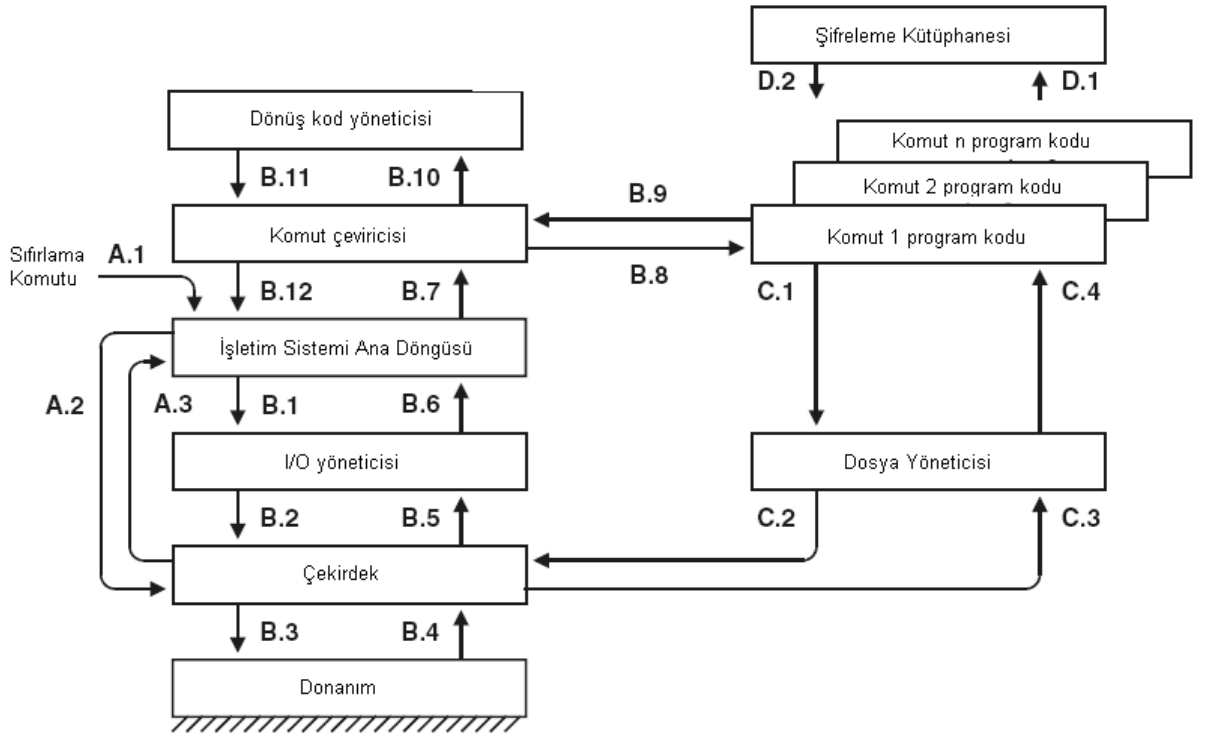 Şifreleme Kütüphanesi
D.2
D.1
Dönüş kod yöneticisi
Komut n program kodu
B.11
B.10
Komut 2 program kodu
B.9
Komut çeviricisi
Komut 1 program kodu
Sıfırlama
Komutu
A.1
B.8
B.12
B.7
C.1
C.4
İşletim Sistemi Ana Döngüsü
A.2
A.3
B.1
B.6
I/O yöneticisi
Dosya Yöneticisi
B.2
B.5
C.2
C.3
Çekirdek
B.3
B.4
Donanım